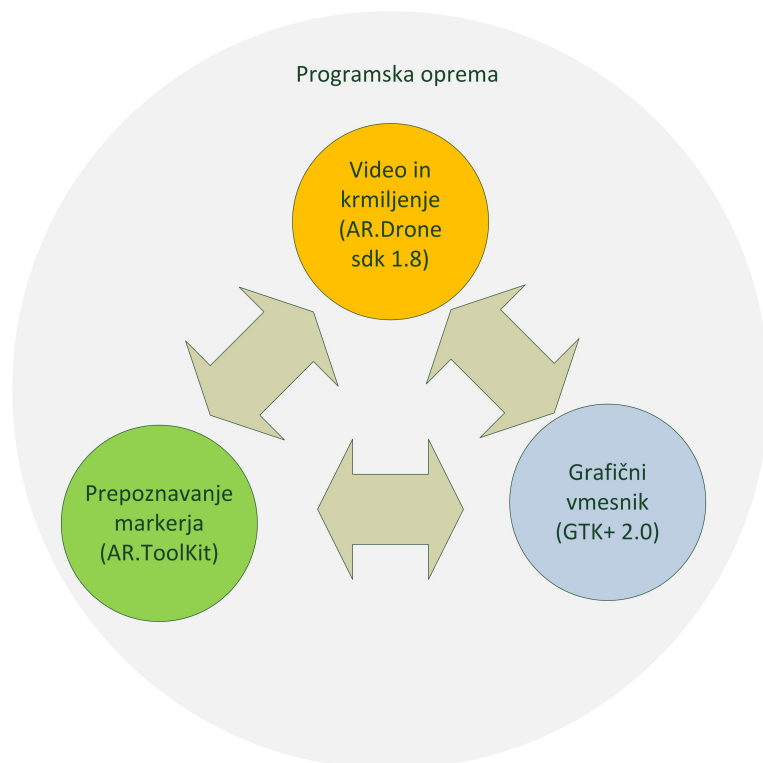 Programska oprema
Video in
krmiljenje
(AR.Drone
sdk 1.8)
Prepoznavanje
markerja
(AR.ToolKit)
Grafični
vmesnik
(GTK+ 2.0)